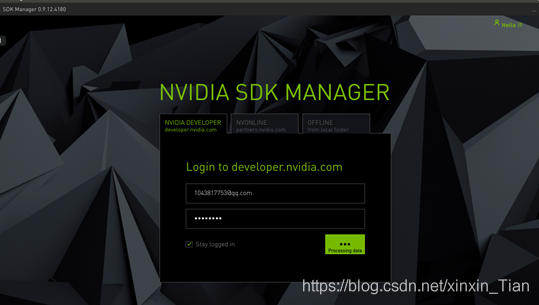 SDK Manager 0.9.12.4180
Hello !!
NVIDIA SDK MANAGER
NVIDIA DEVELOPER
developer.nvidia.com
NVONLINE
partners.nvidia.com
OFFLINE
from local folder
Login to developer.nvidia.com
1043817753@qq.com
••••••••
Stay logged in
Processing data
https://blog.csdn.net/xinxin_Tian